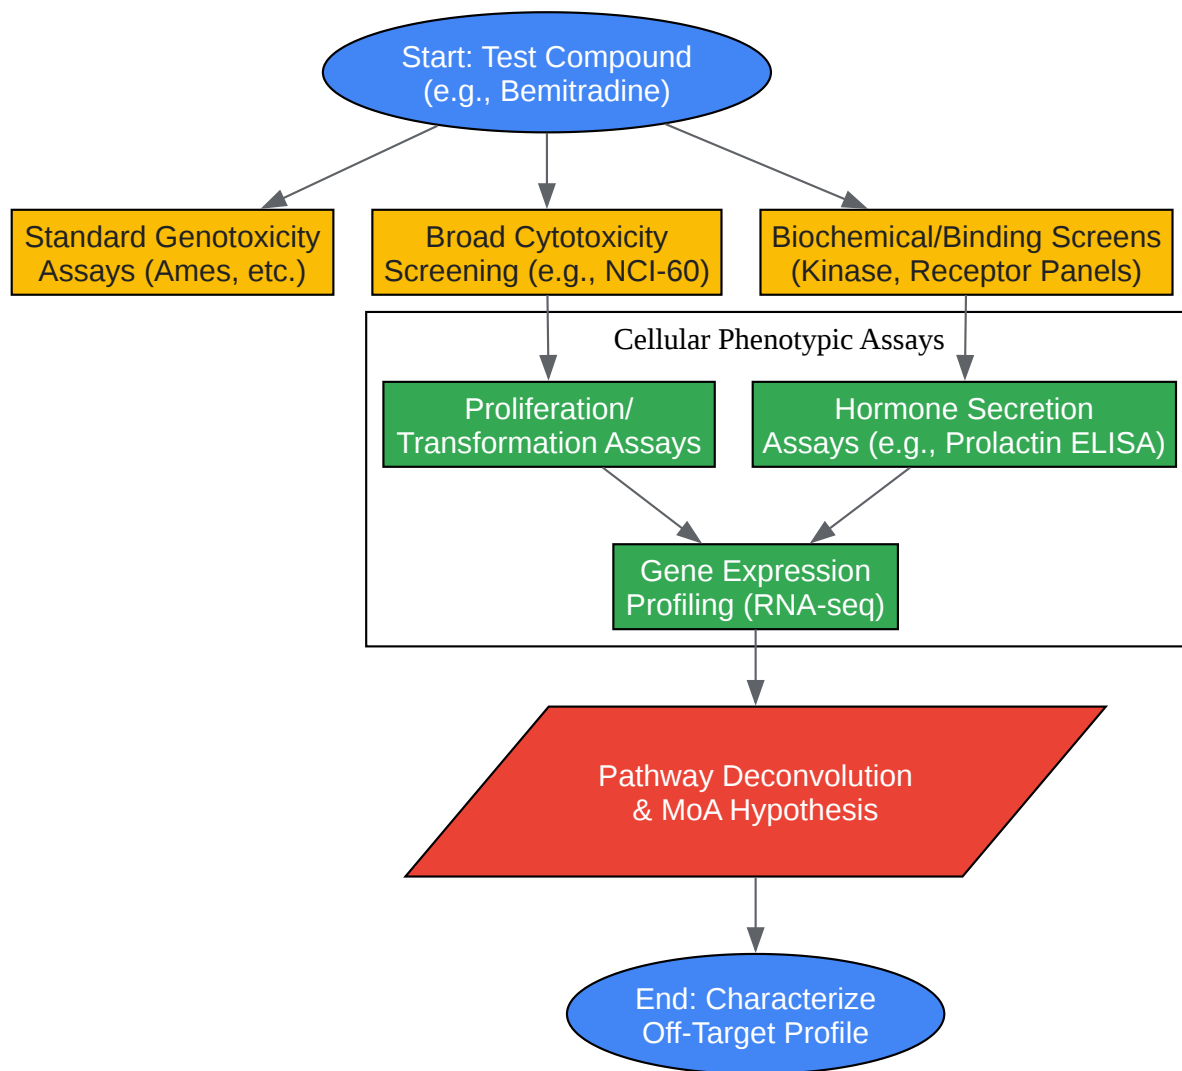 Start: Test Compound
(e.g., Bemitradine)
Standard Genotoxicity
Assays (Ames, etc.)
Broad Cytotoxicity
Screening (e.g., NCI-60)
Biochemical/Binding Screens
(Kinase, Receptor Panels)
Cellular Phenotypic Assays
Proliferation/
Transformation Assays
Hormone Secretion
Assays (e.g., Prolactin ELISA)
Gene Expression
Profiling (RNA-seq)
Pathway Deconvolution
& MoA Hypothesis
End: Characterize
Off-Target Profile